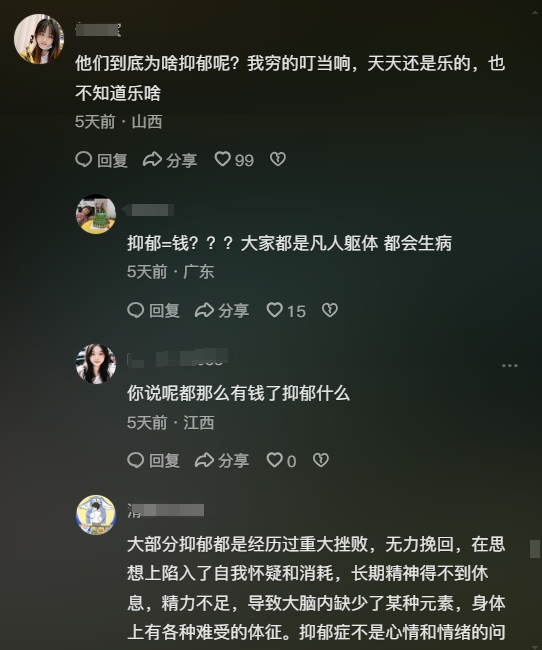 他们到底为啥抑郁呢？我穷的叮当响，天天还是乐的，也
不知道乐啥
5天前 · 山西
回复 分享 99
抑郁=钱？？？大家都是凡人躯体 都会生病
5天前 · 广东
回复 分享 15
你说呢都那么有钱了抑郁什么
5天前 · 江西
回复 分享 0
清
大部分抑郁都是经历过重大挫败，无力挽回，在思
想上陷入了自我怀疑和消耗，长期精神得不到休
息，精力不足，导致大脑内缺少了某种元素，身体
上有各种难受的体征。抑郁症不是心情和情绪的问